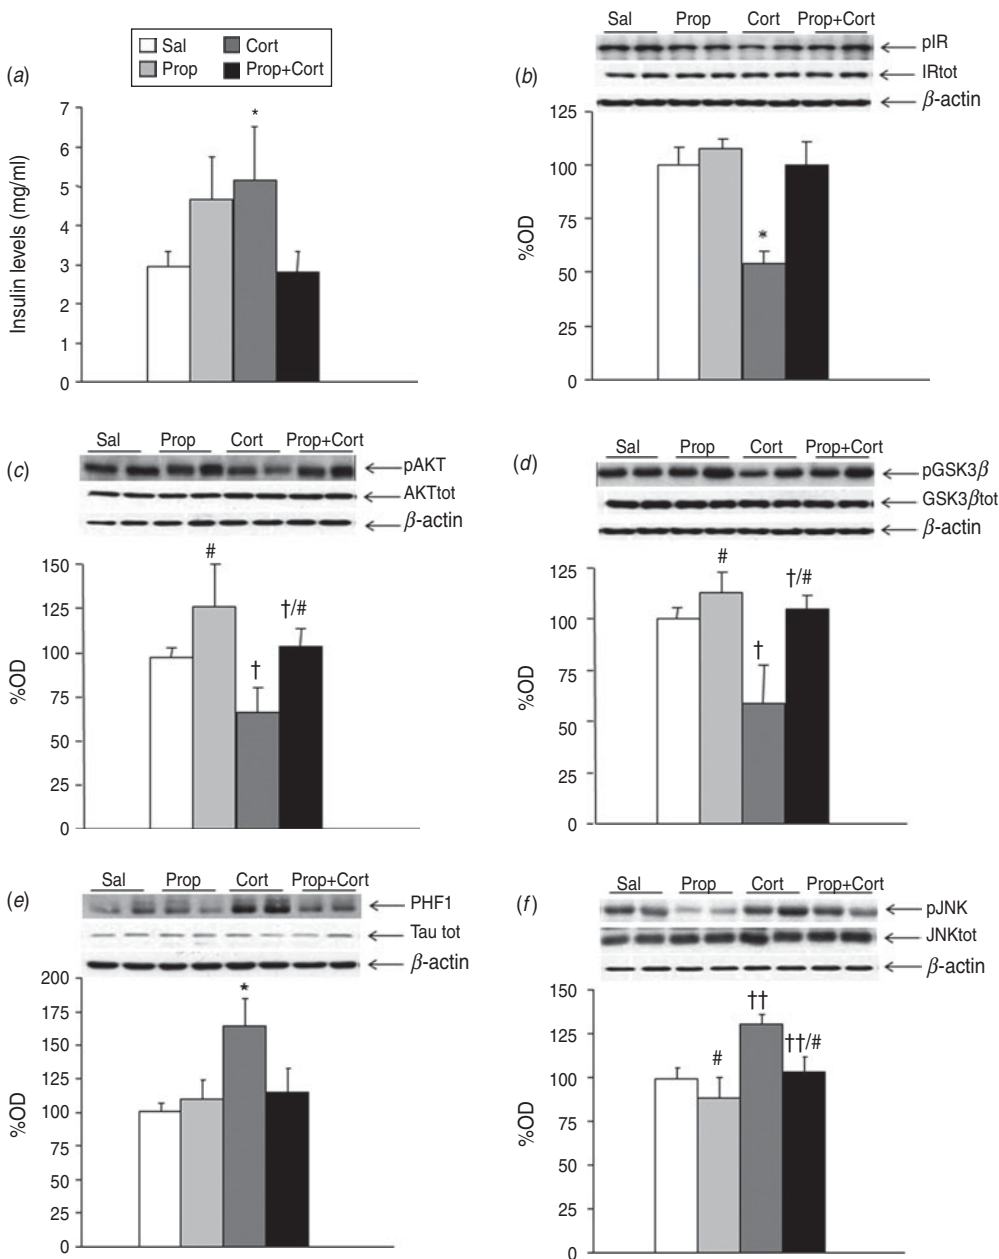 Sal Cort
Prop Prop+Cort
(a)
Insulin levels (mg/ml)
7
6
5
4
3
2
1
0
*
(b)
Sal Prop Cort Prop+Cort
pIR
IRtot
β-actin
%OD
125
100
75
50
25
0
*
(c)
Sal Prop Cort Prop+Cort
pAKT
AKTtot
β-actin
%OD
150
125
100
75
50
25
0
#
†
†/#
(d)
Sal Prop Cort Prop+Cort
pGSK3β
GSK3βtot
β-actin
%OD
125
100
75
50
25
0
#
†
†/#
(e)
Sal Prop Cort Prop+Cort
PHF1
Tau tot
β-actin
%OD
200
175
150
125
100
75
50
25
0
*
(f)
Sal Prop Cort Prop+Cort
pJNK
JNKtot
β-actin
%OD
150
125
100
75
50
25
0
#
††
††/#